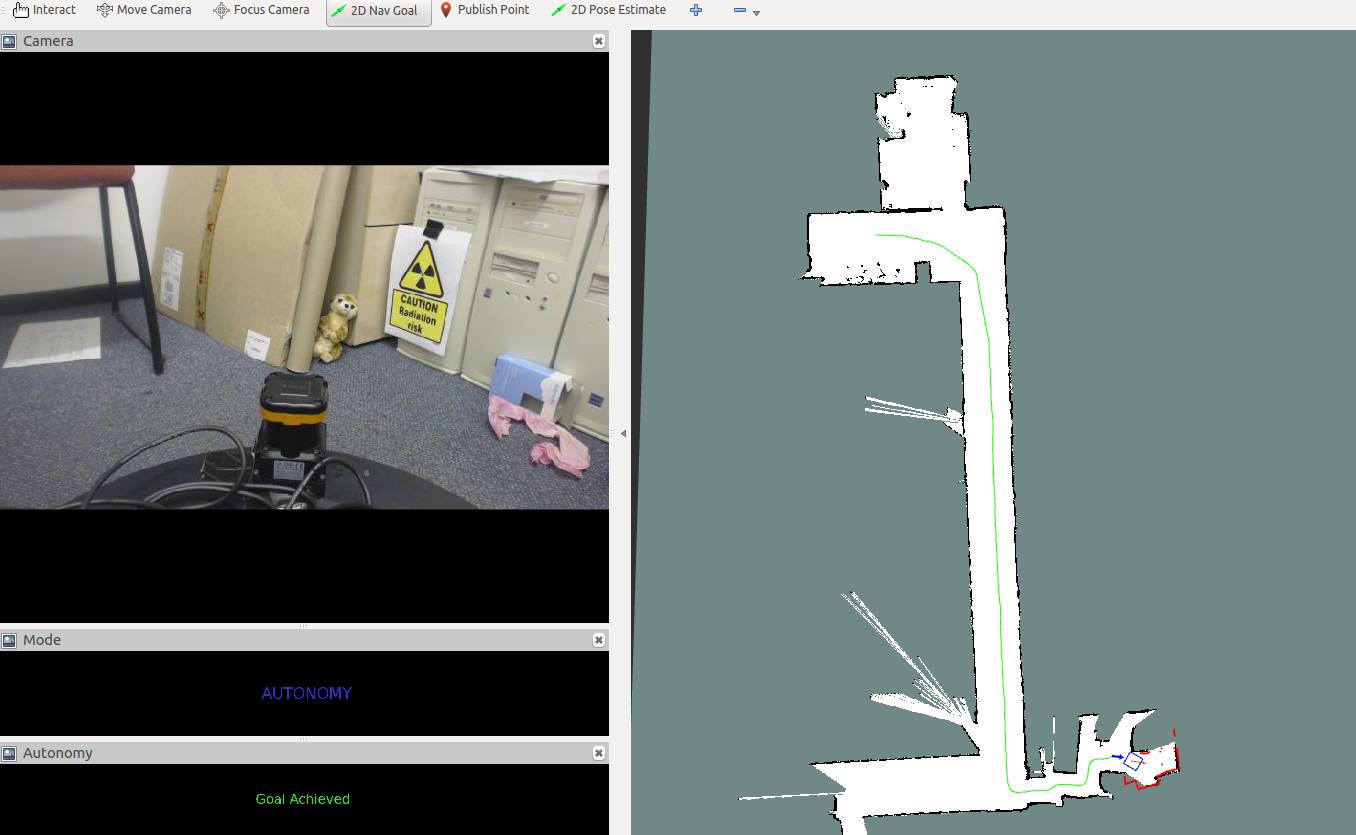 Interact
Move Camera
Focus Camera
2D Nav Goal
Publish Point
2D Pose Estimate
Camera
CAUTION
Radiation
risk
Mode
AUTONOMY
Autonomy
Goal Achieved